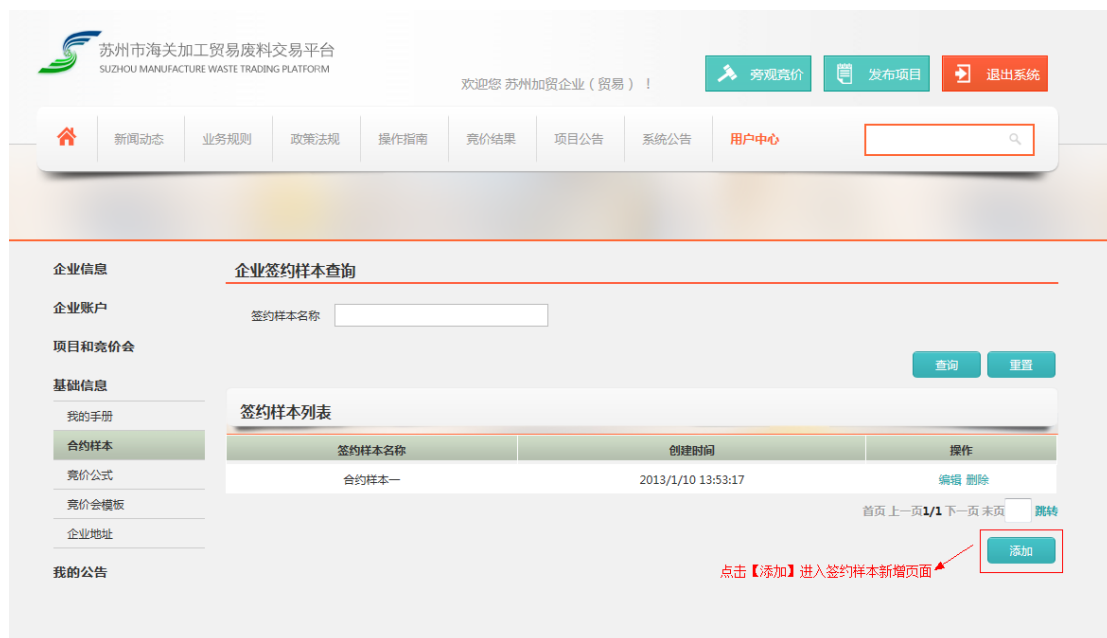 苏州市海关加工贸易废料交易平台
SUZHOU MANUFACTURE WASTE TRADING PLATFORM
欢迎您 苏州加贸企业（贸易）！
旁观竞价 发布项目 退出系统
新闻动态 业务规则 政策法规 操作指南 竞价结果 项目公告 系统公告 用户中心
企业信息
企业账户
项目和竞价会
基础信息
我的手册
合约样本
竞价公式
竞价会模板
企业地址
我的公告
企业签约样本查询
签约样本名称
查询 重置
签约样本列表
签约样本名称 创建时间 操作
合约样本一 2013/1/10 13:53:17 编辑 删除
首页 上一页1/1 下一页 末页 跳转
添加
点击【添加】进入签约样本新增页面